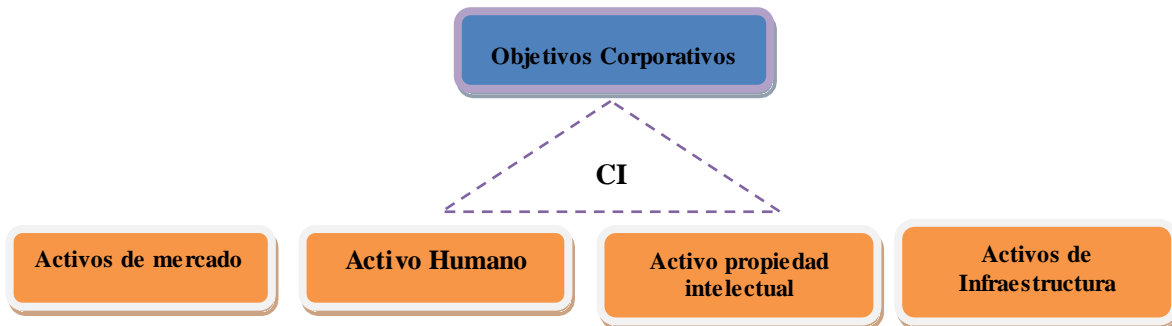 Objetivos Corporativos
CI
Activos de mercado
Activo Humano
Activo propiedad
intelectual
Activos de
Infraestructura